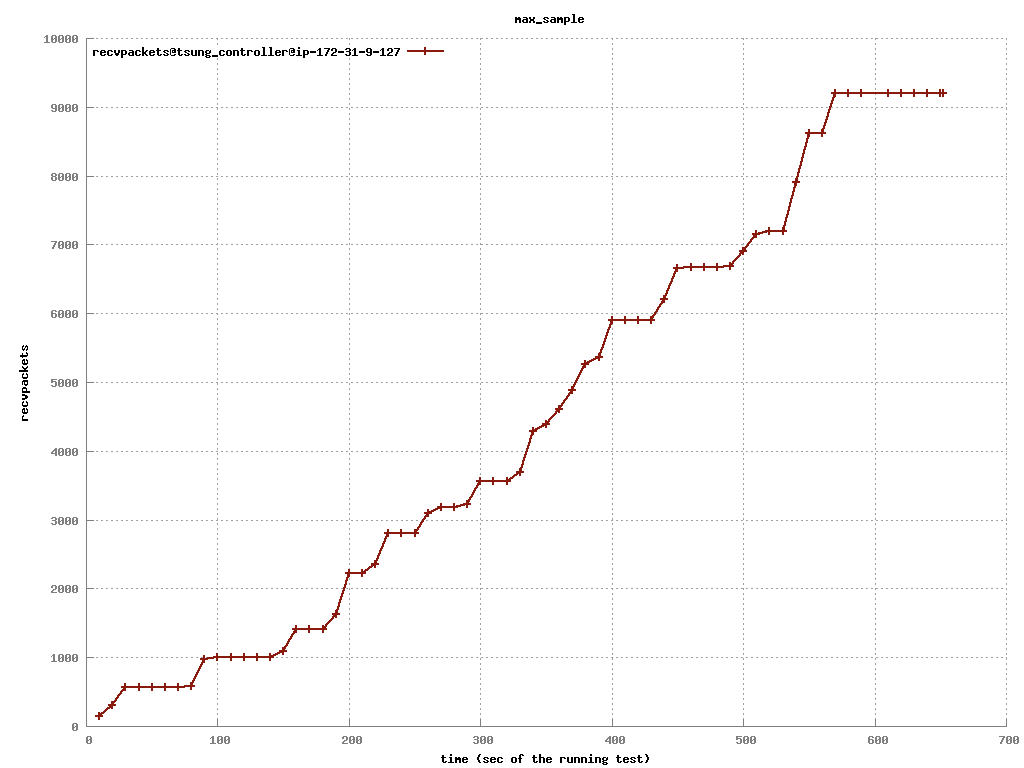 max_sample
10000
recvpackets@tsung_controller@ip-172-31-9-127
9000
8000
7000
6000
recvpackets
5000
4000
3000
2000
1000
0
0 100 200 300 400 500 600 700
time (sec of the running test)